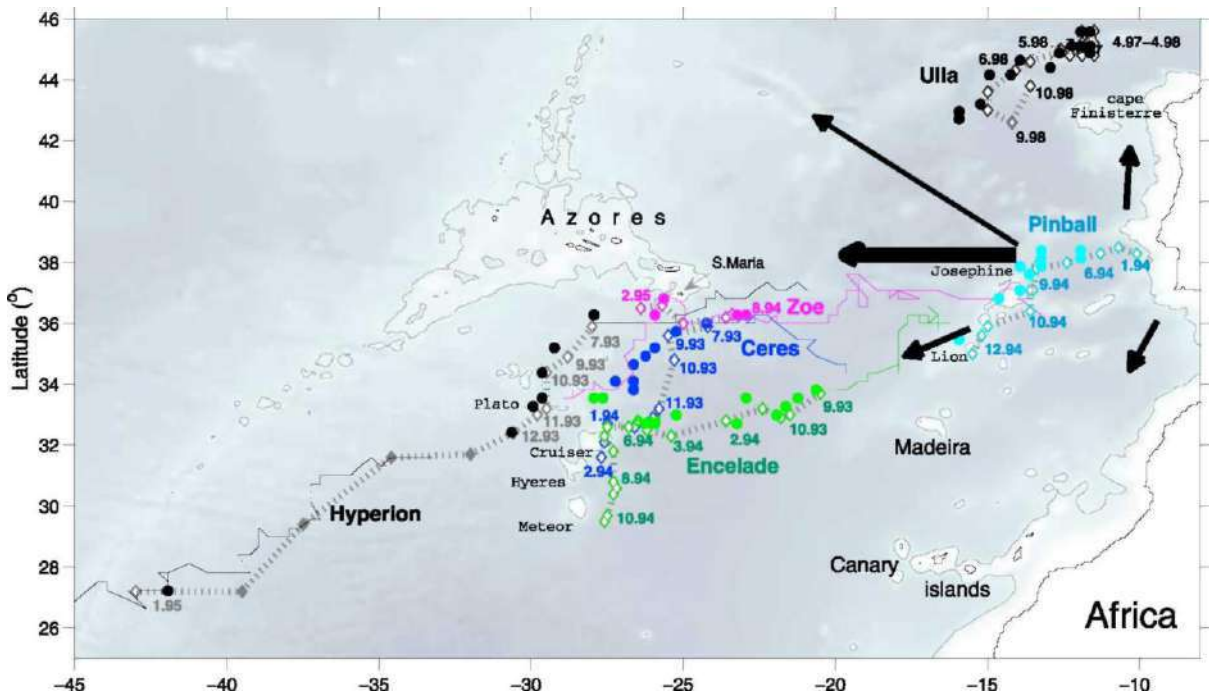 46
44
42
40
38
36
34
32
30
28
26
Latitude (º)
-45
-40
-35
-30
-25
-20
-15
-10
5.98
4.97-4.98
6.98
Ulla
10.98
9.98
cape
Finisterre
Azores
S.Maria
Pinball
Josephine
6.94
1.94
9.94
10.94
Lion
12.94
2.95
8.94
Zoe
7.93
9.93
Ceres
10.93
11.93
1.94
2.94
7.93
9.93
10.93
11.93
12.93
Plato
Hyperion
1.95
Cruiser
Hyeres
Meteor
6.94
3.94
2.94
10.93
9.93
Encelade
8.94
10.94
Madeira
Canary
islands
Africa